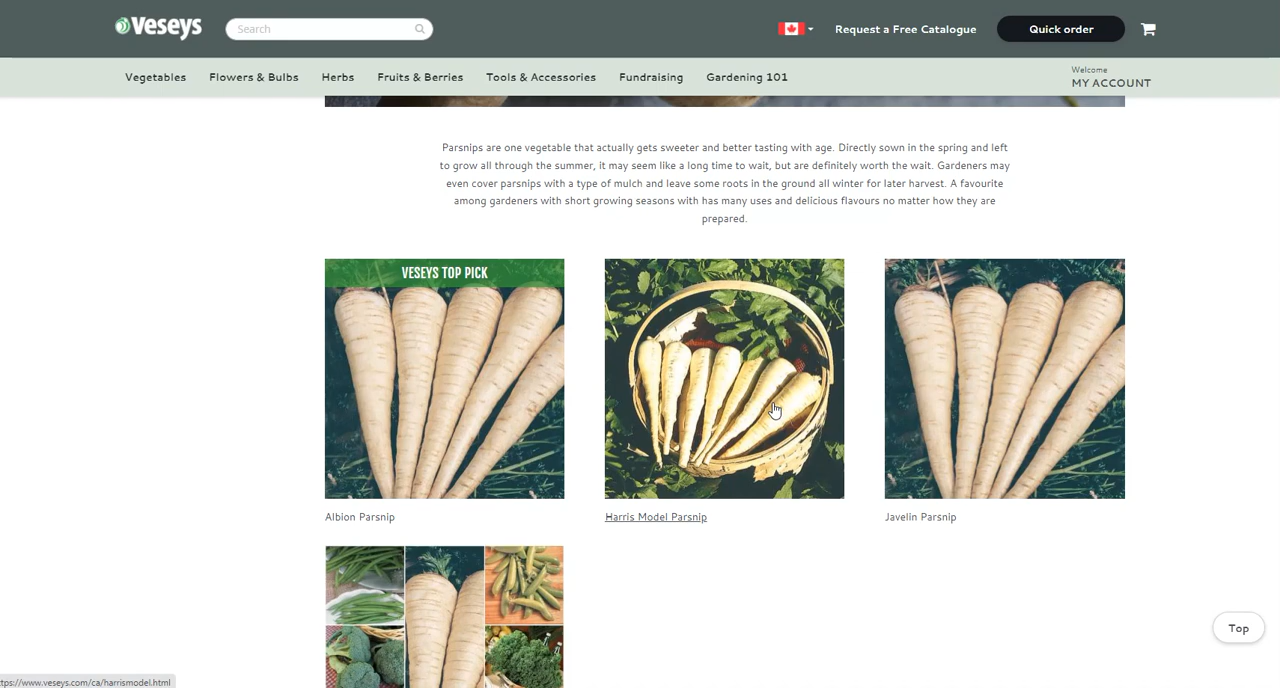 Veseys
Search
Request a Free Catalogue
Quick order
Vegetables
Flowers & Bulbs
Herbs
Fruits & Berries
Tools & Accessories
Fundraising
Gardening 101
Welcome
MY ACCOUNT
Parsnips are one vegetable that actually gets sweeter and better tasting with age. Directly sown in the spring and left
to grow all through the summer, it may seem like a long time to wait, but are definitely worth the wait. Gardeners may
even cover parsnips with a type of mulch and leave some roots in the ground all winter for later harvest. A favourite
among gardeners with short growing seasons with has many uses and delicious flavours no matter how they are
prepared.
VESEYS TOP PICK
Albion Parsnip
Harris Model Parsnip
Javelin Parsnip
Top
ttps://www.veseys.com/ca/harrismodel.html